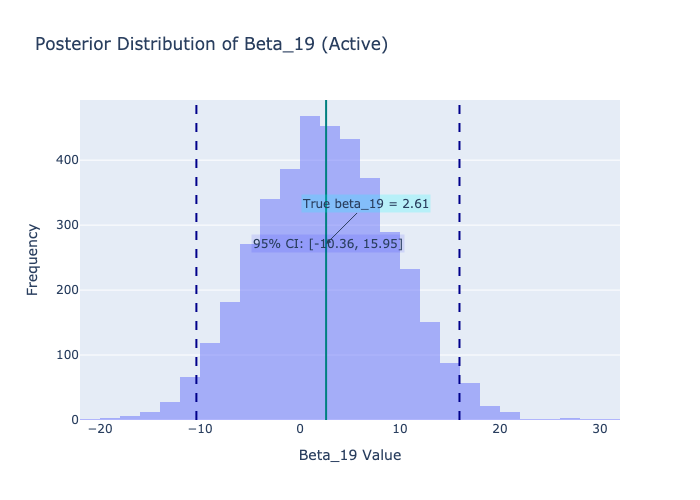 Posterior Distribution of Beta_19 (Active)
Frequency
400
300
200
100
0
True beta_19 = 2.61
95% CI: [-10.36, 15.95]
−20
−10
0
10
20
30
Beta_19 Value